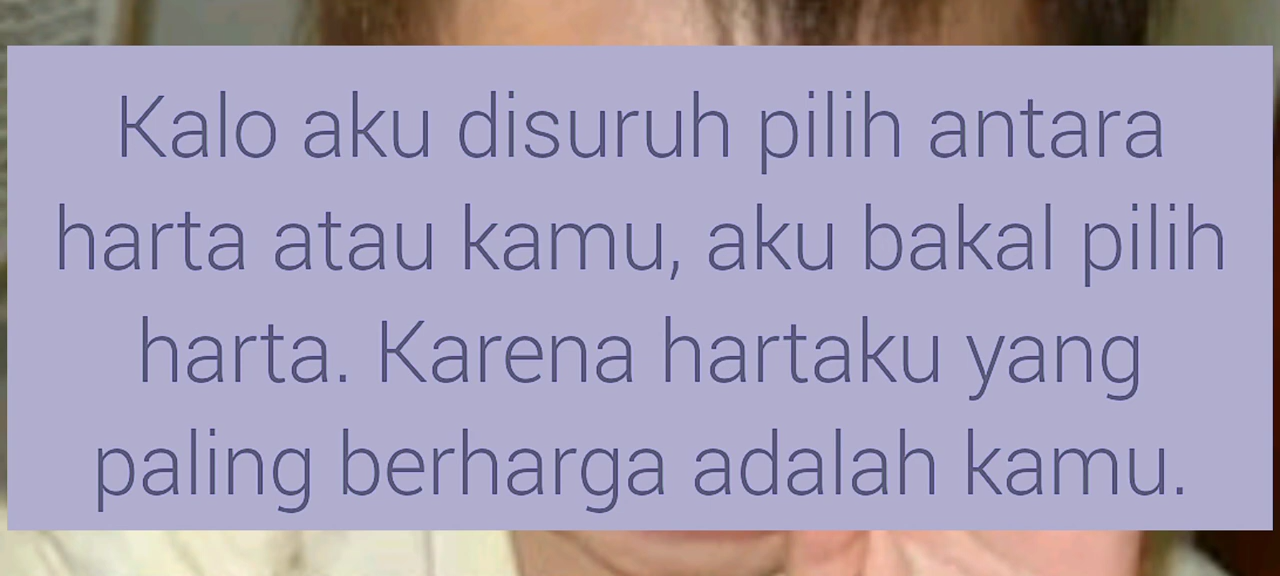 Kalo aku disuruh pilih antara
harta atau kamu, aku bakal pilih
harta. Karena hartaku yang
paling berharga adalah kamu.